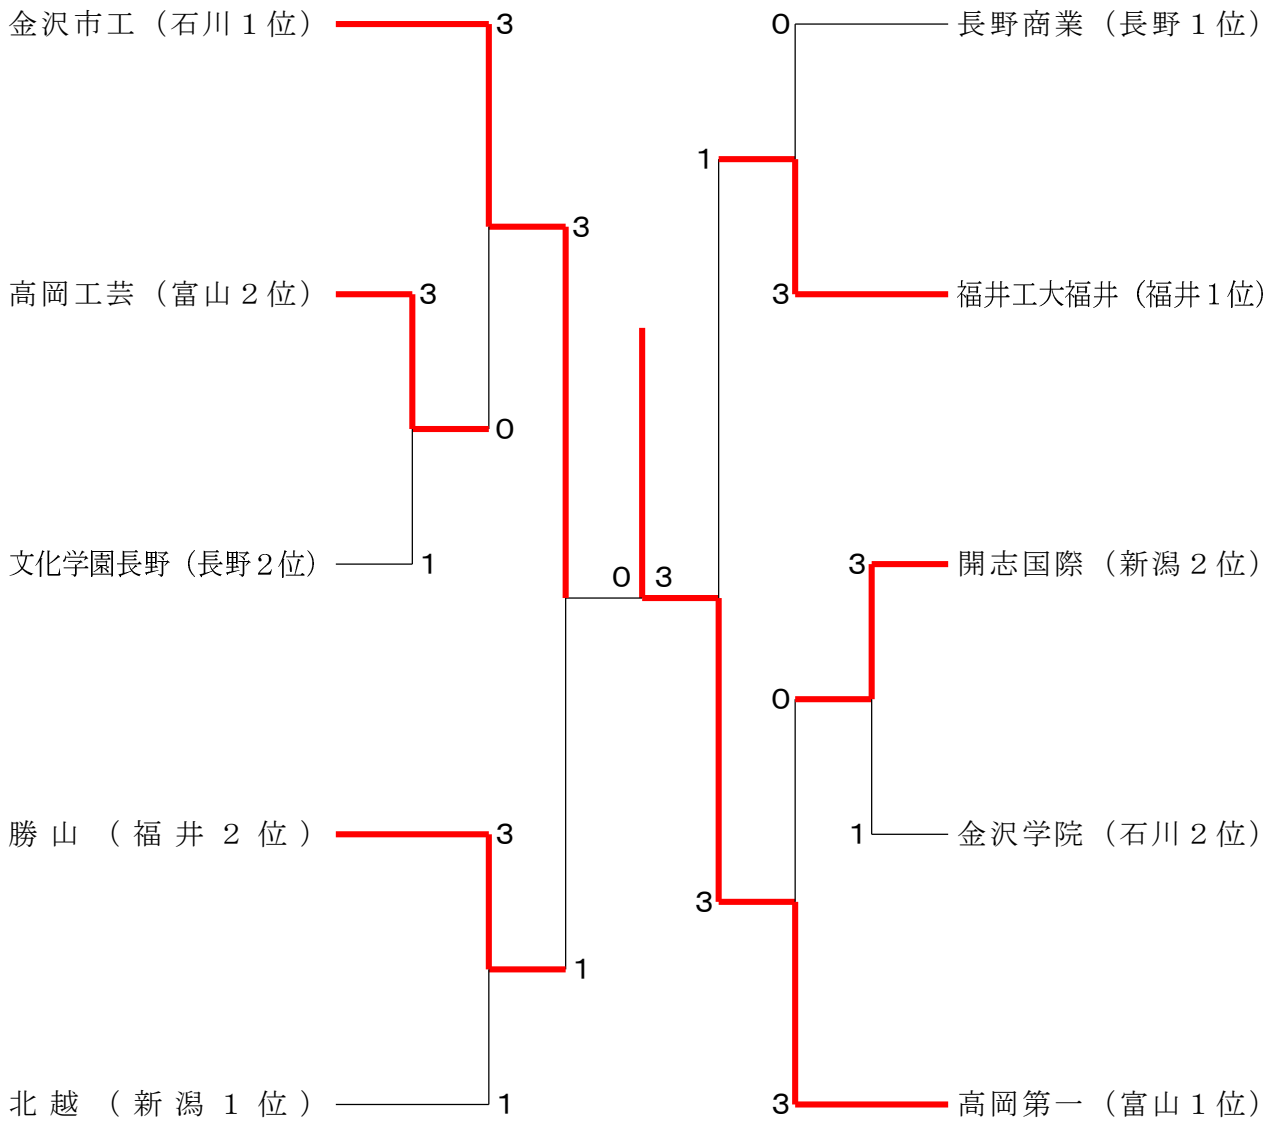 金沢市工（石川１位）
3
0
長野商業（長野１位）
1
3
高岡工芸（富山２位）
3
3
福井工大福井（福井１位）
0
文化学園長野（長野２位）
1
0
3
3
開志国際（新潟２位）
0
勝山（福井２位）
3
1
金沢学院（石川２位）
3
1
北越（新潟１位）
1
3
高岡第一（富山１位）